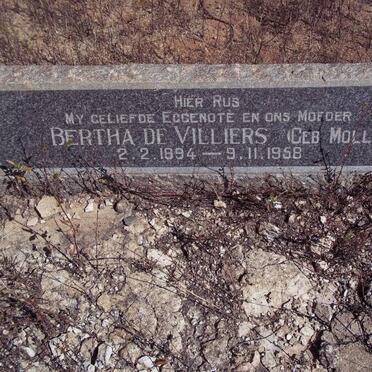 Hier Rus
My geliefde Eggenote en ons Moeder
Bertha de Villiers (Geb Moll
2.2.1894 — 9.11.1958